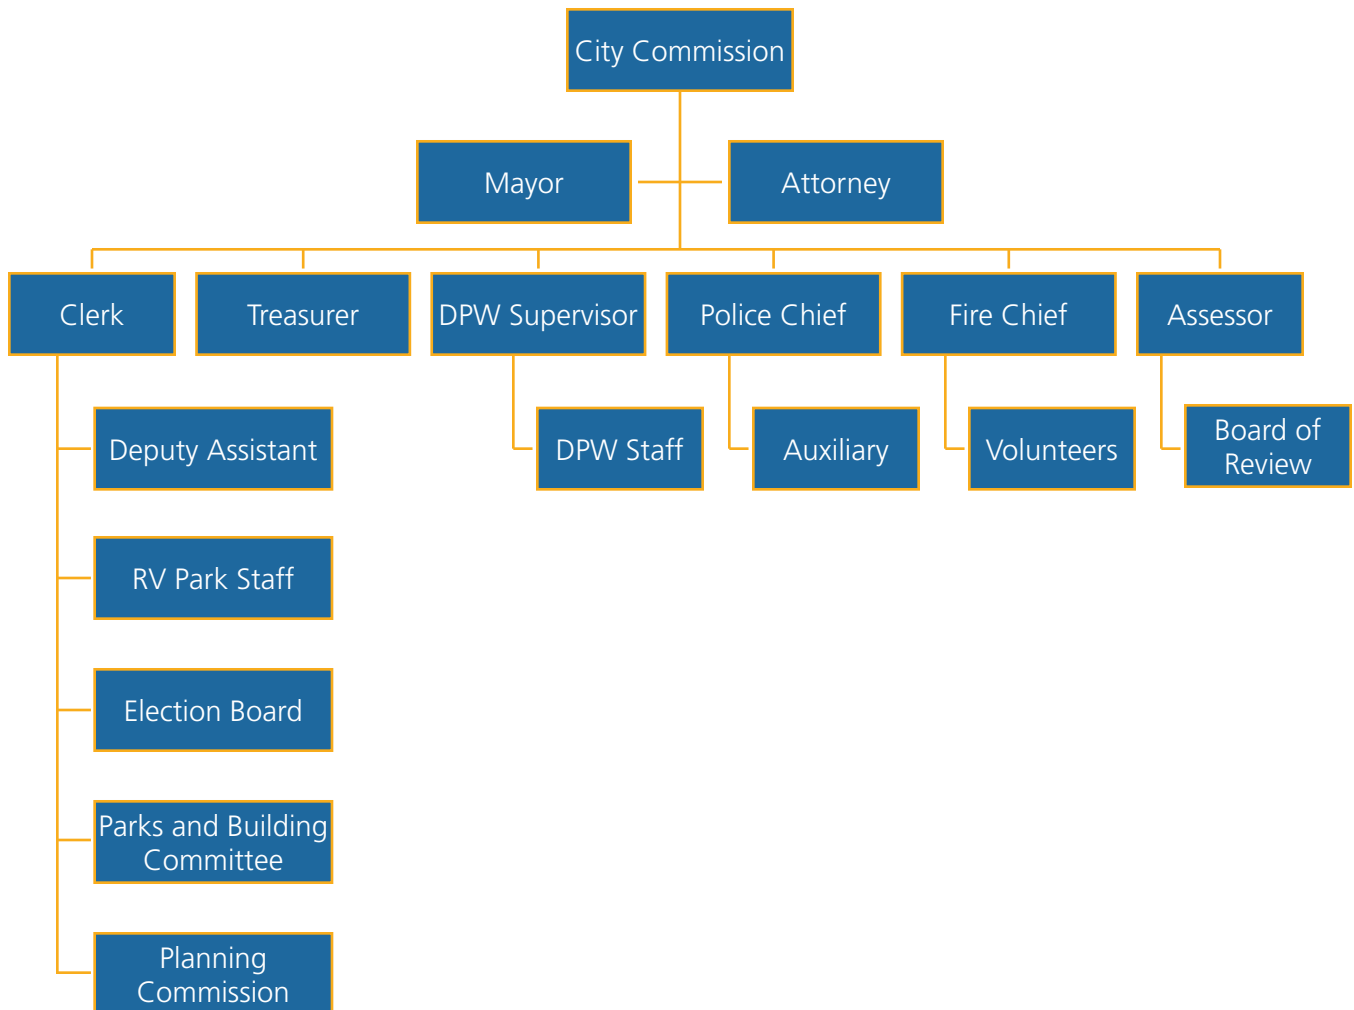 City Commission
Mayor
Attorney
Clerk
Treasurer
DPW Supervisor
Police Chief
Fire Chief
Assessor
Deputy Assistant
DPW Staff
Auxiliary
Volunteers
Board of
Review
RV Park Staff
Election Board
Parks and Building
Committee
Planning
Commission